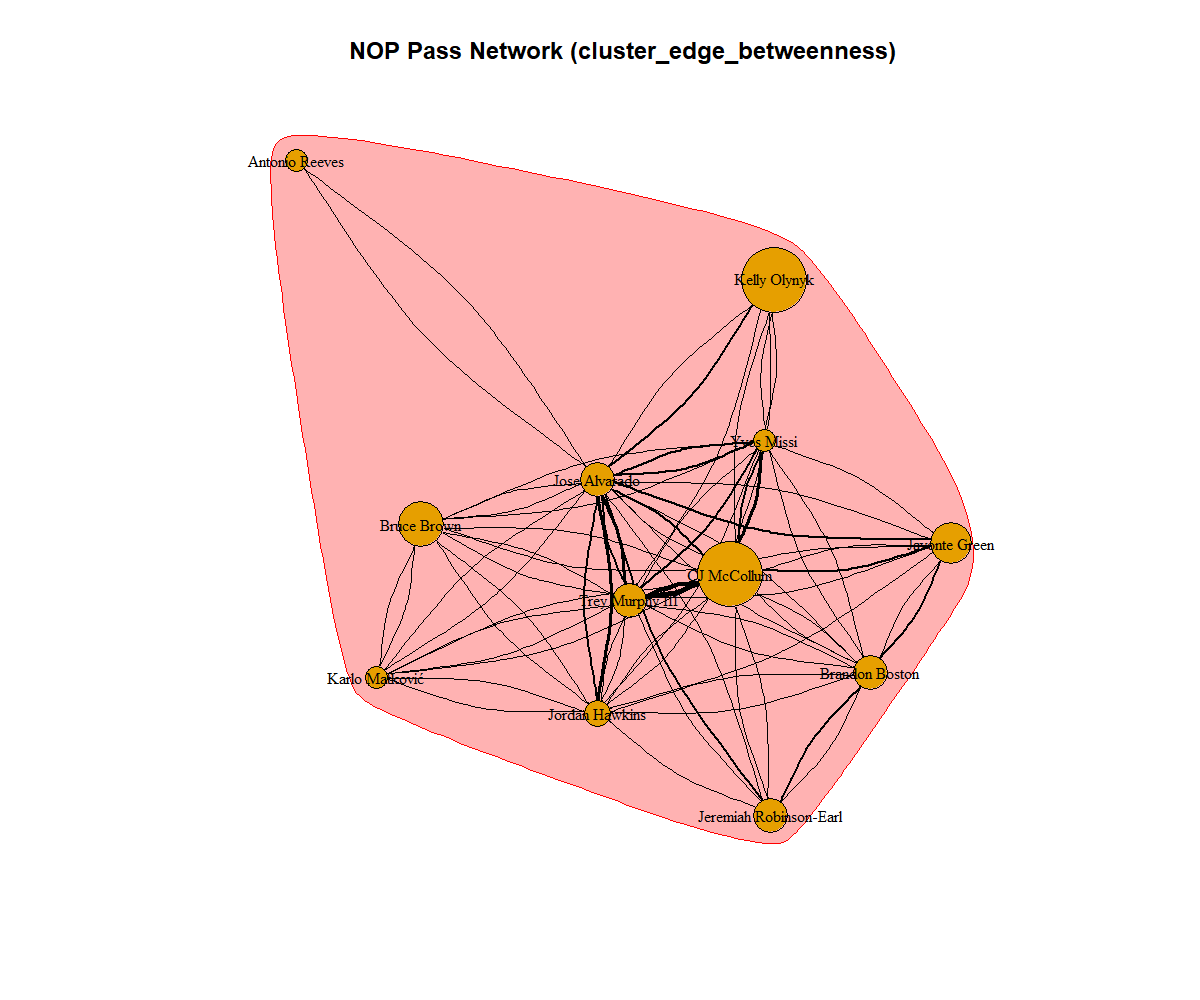 NOP Pass Network (cluster_edge_betweenness)
Antonio Reeves
Kelly Olynyk
Yves Missi
Jose Alvarado
Bruce Brown
Javonte Green
CJ McCollum
Trey Murphy III
Brandon Boston
Karlo Matković
Jordan Hawkins
Jeremiah Robinson-Earl